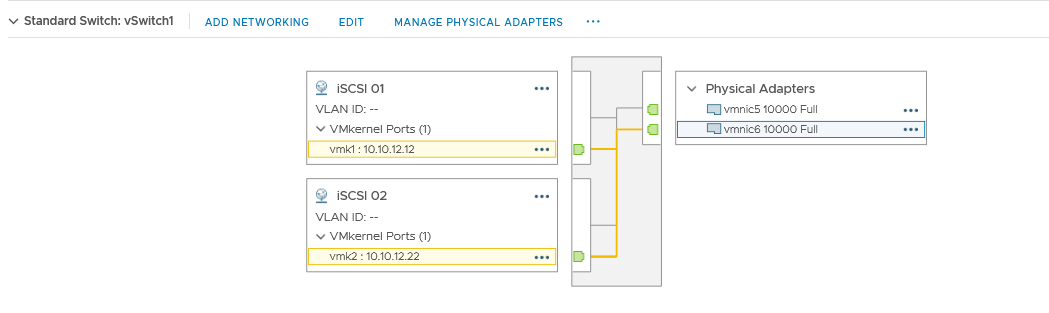 Standard Switch: vSwitch1 ADD NETWORKING EDIT MANAGE PHYSICAL ADAPTERS ...
iSCSI 01 ...
VLAN ID: --
VMkernel Ports (1)
vmk1 : 10.10.12.12 ...
iSCSI 02 ...
VLAN ID: --
VMkernel Ports (1)
vmk2 : 10.10.12.22 ...
Physical Adapters
vmnic5 10000 Full ...
vmnic6 10000 Full ...